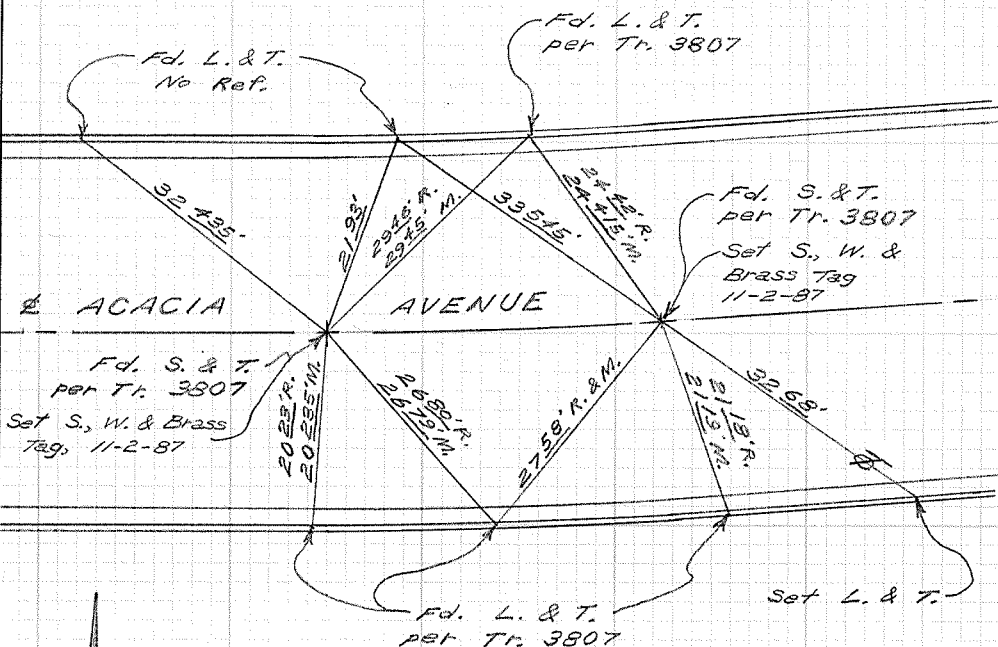 Fd. L. & T.
per Tr. 3807
Fd. L. & T.
No Ref.
32.435'
21.93'
29.46' R.
29.45' M.
33.515'
24.42' R.
24.415' M.
Fd. S. & T.
per Tr. 3807
Set S., W. &
Brass Tag
11-2-87
℄ ACACIA AVENUE
Fd. S. & T.
per Tr. 3807
Set S., W. & Brass
Tag, 11-2-87
20.23' R.
20.235' M.
26.80' R.
26.79' M.
27.58' R. & M.
21.18' R.
21.19' M.
32.68'
Set L. & T.
Fd. L. & T.
per Tr. 3807